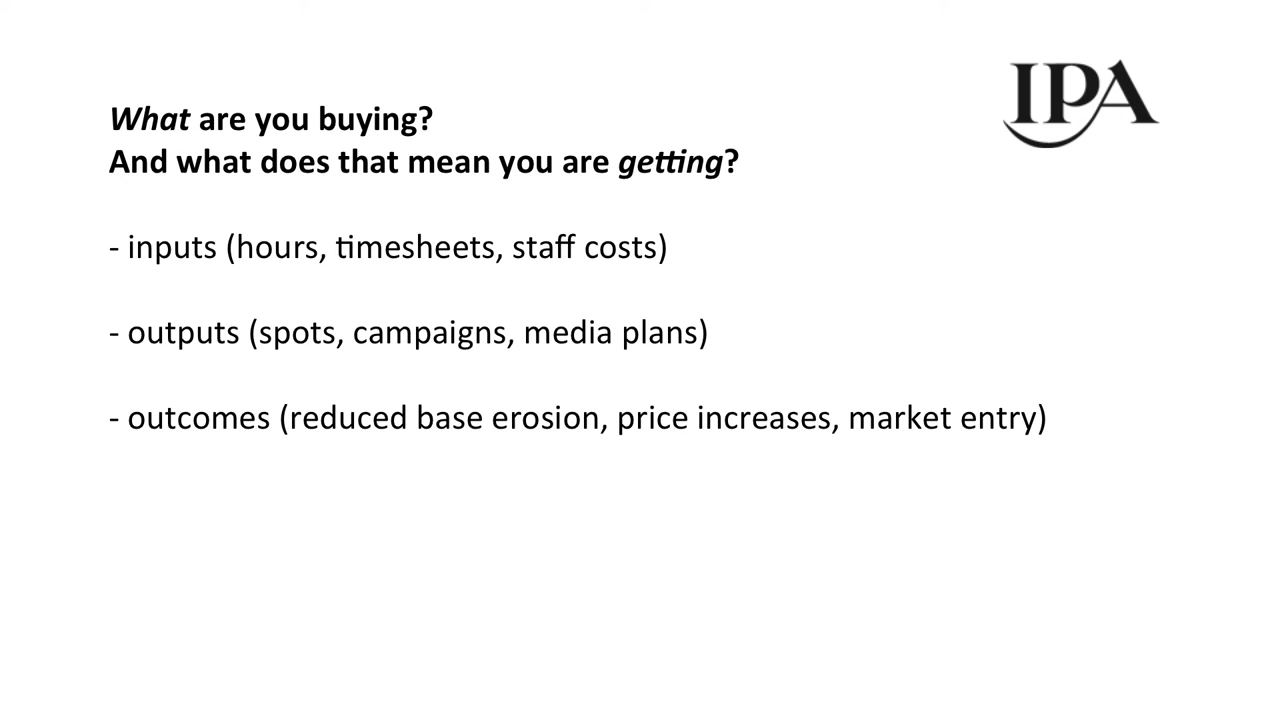 IPA
What are you buying?
And what does that mean you are getting?
- inputs (hours, timesheets, staff costs)
- outputs (spots, campaigns, media plans)
- outcomes (reduced base erosion, price increases, market entry)